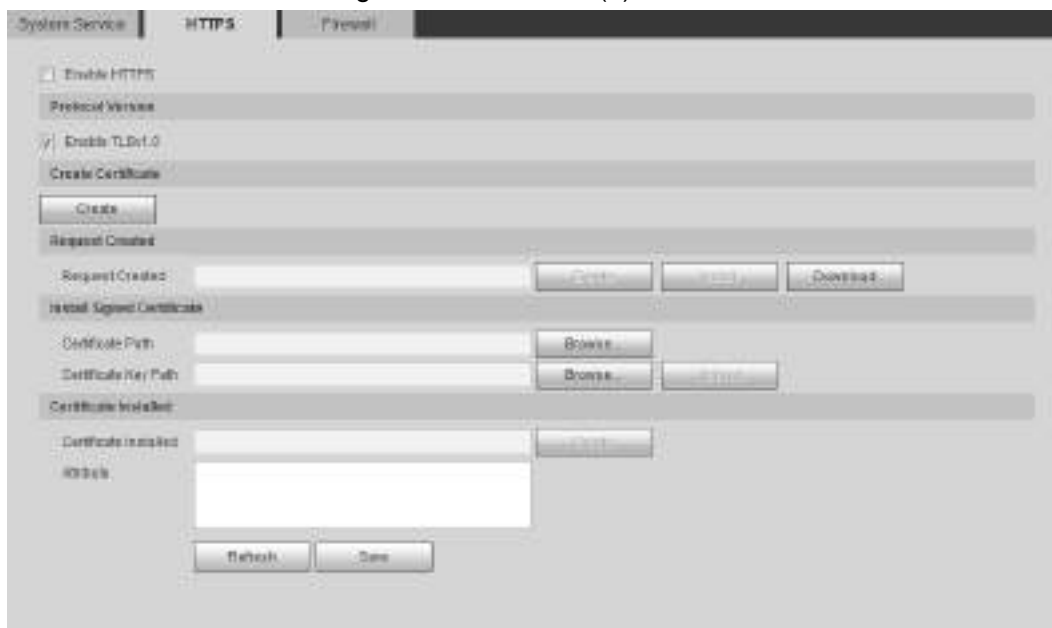 System Service HTTPS Firewall
Enable HTTPS
Protocol Version
Enable TLSv1.0
Create Certificate
Create
Request Created
Request Created Download
Install Signed Certificate
Certificate Path Browse...
Certificate Key Path Browse...
Certificate Installed
Certificate Installed
Refresh Save